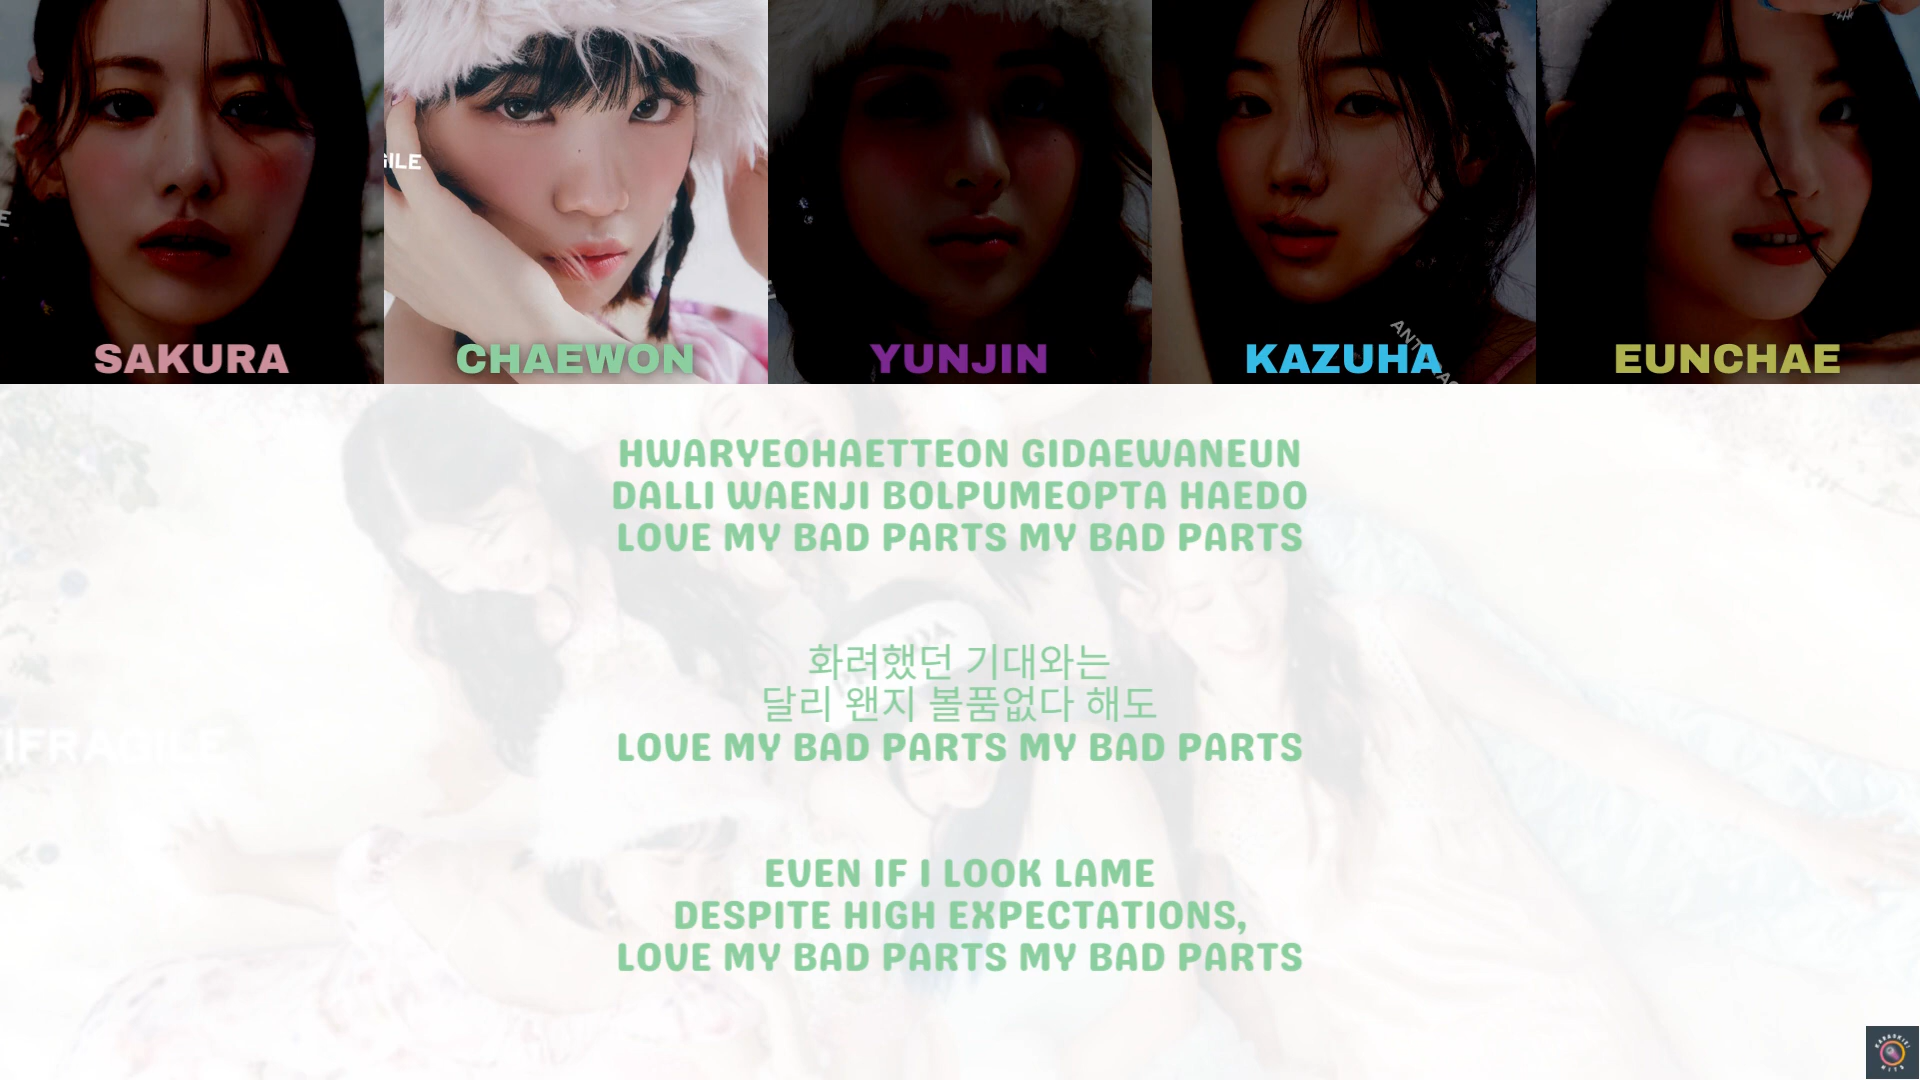 GILE
E
ANTIFRAG
SAKURA
CHAEWON
YUNJIN
KAZUHA
EUNCHAE
HWARYEOHAETTEON GIDAEWANEUN
DALLI WAENJI BOLPUMEOPTA HAEDO
LOVE MY BAD PARTS MY BAD PARTS
화려했던 기대와는
달리 왠지 볼품없다 해도
LOVE MY BAD PARTS MY BAD PARTS
IFRAGILE
EVEN IF I LOOK LAME
DESPITE HIGH EXPECTATIONS,
LOVE MY BAD PARTS MY BAD PARTS